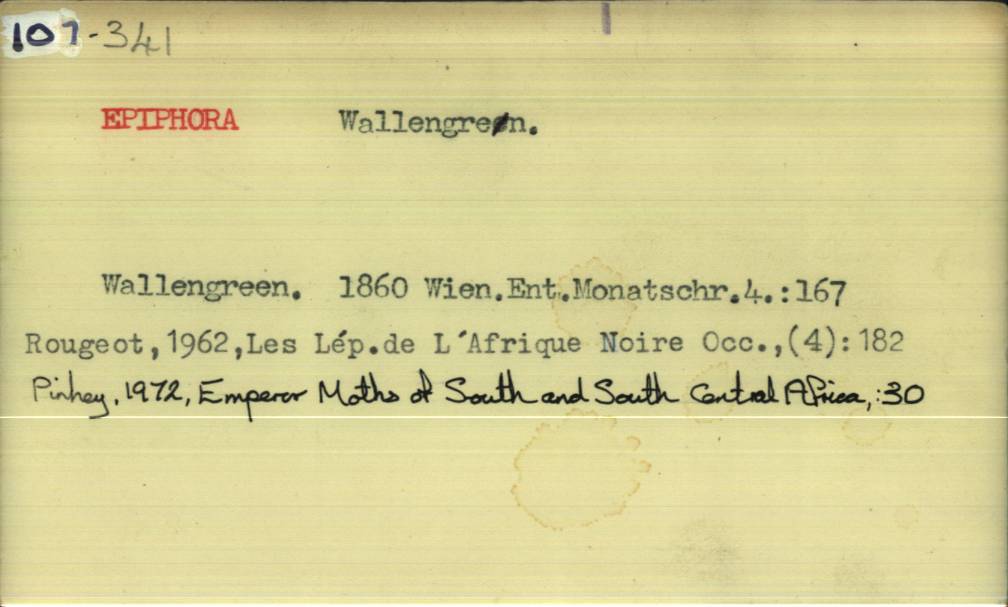 107-341
EPIPHORA Wallengren.
Wallengreen. 1860 Wien.Ent.Monatschr.4.:167
Rougeot,1962,Les Lép.de L´Afrique Noire Occ.,(4):182
Pinhey, 1972, Emperor Moths of South and South Central Africa,:30